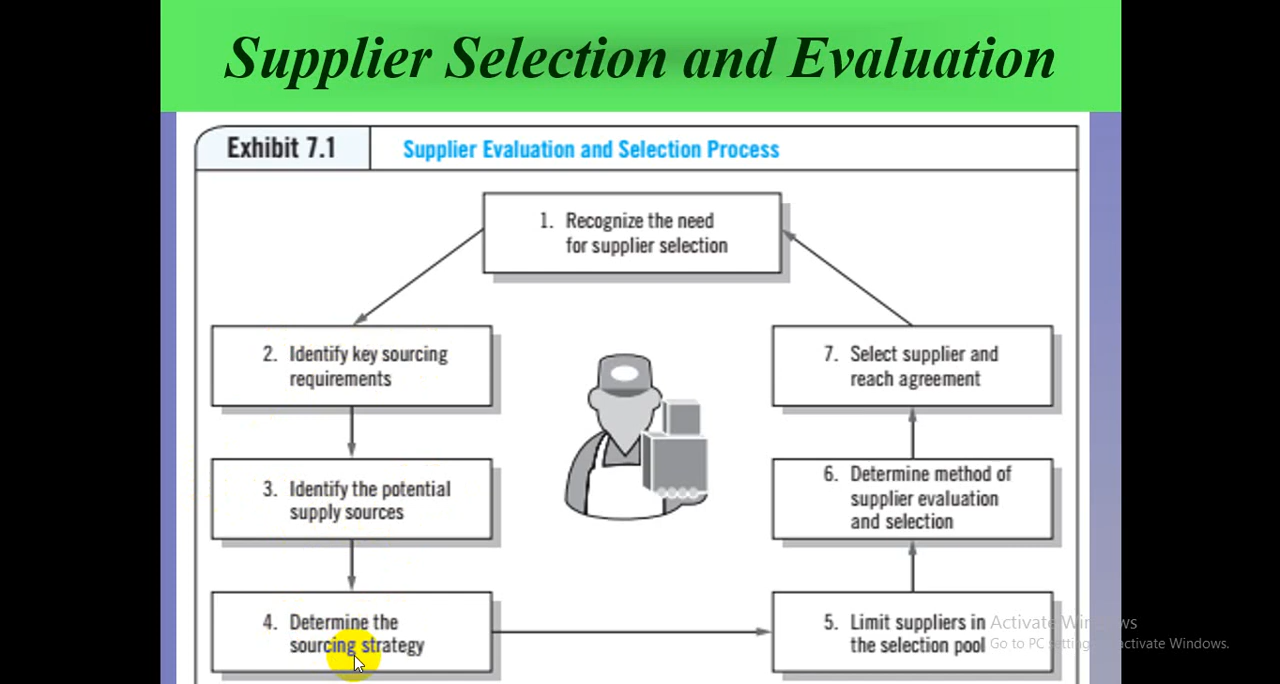 Supplier Selection and Evaluation
Exhibit 7.1
Supplier Evaluation and Selection Process
1. Recognize the need
for supplier selection
2. Identify key sourcing
requirements
3. Identify the potential
supply sources
4. Determine the
sourcing strategy
5. Limit suppliers in
the selection pool
6. Determine method of
supplier evaluation
and selection
7. Select supplier and
reach agreement
Activate Windows
Go to PC settings to activate Windows.